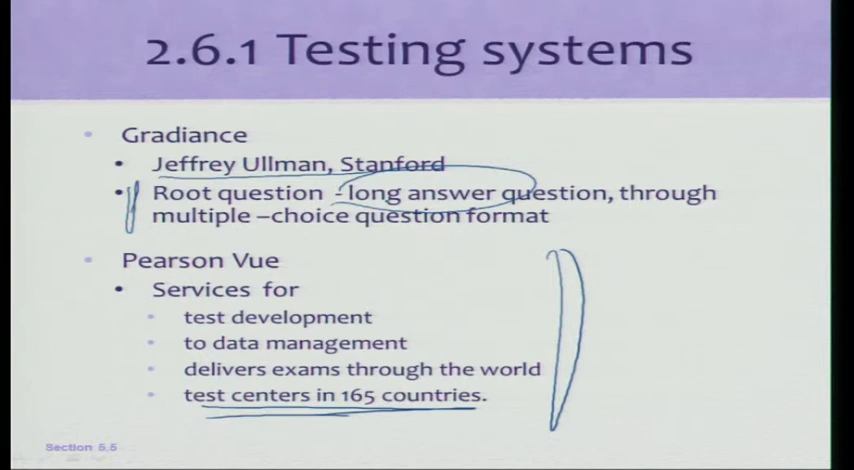 2.6.1 Testing systems
• Gradiance
• Jeffrey Ullman, Stanford
• Root question - long answer question, through
multiple –choice question format
• Pearson Vue
• Services for
• test development
• to data management
• delivers exams through the world
• test centers in 165 countries.
Section 5.5